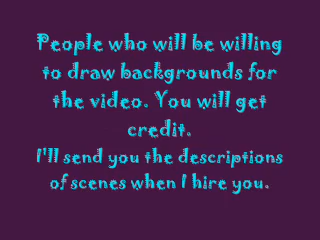 People who will be willing
to draw backgrounds for
the video. You will get
credit.
I'll send you the descriptions
of scenes when I hire you.